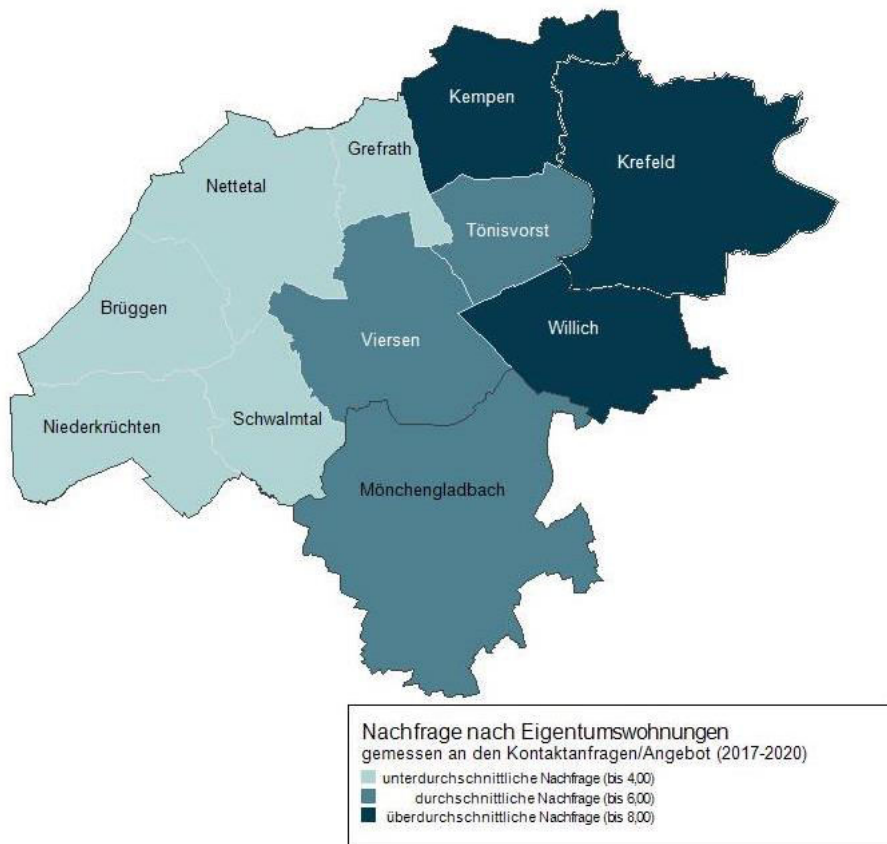 Kempen
Krefeld
Grefrath
Nettetal
Tönisvorst
Brüggen
Viersen
Willich
Niederkrüchten
Schwalmtal
Mönchengladbach
Nachfrage nach Eigentumswohnungen
gemessen an den Kontaktanfragen/Angebot (2017-2020)
unterdurchschnittliche Nachfrage (bis 4,00)
durchschnittliche Nachfrage (bis 6,00)
überdurchschnittliche Nachfrage (bis 8,00)